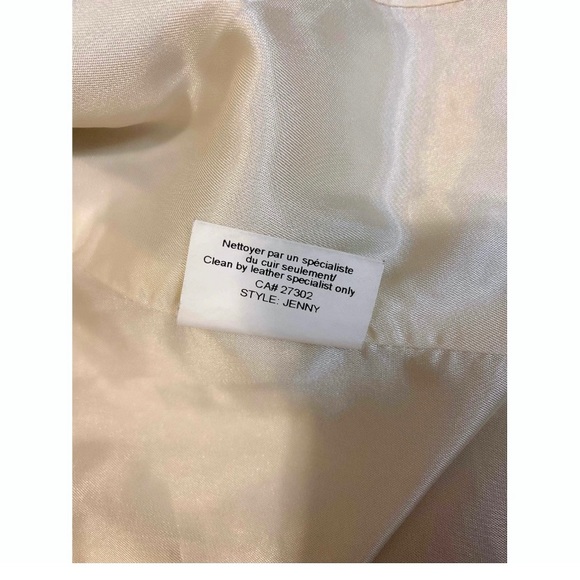 Nettoyer par un spécialiste
du cuir seulement/
Clean by leather specialist only
CA# 27302
STYLE: JENNY